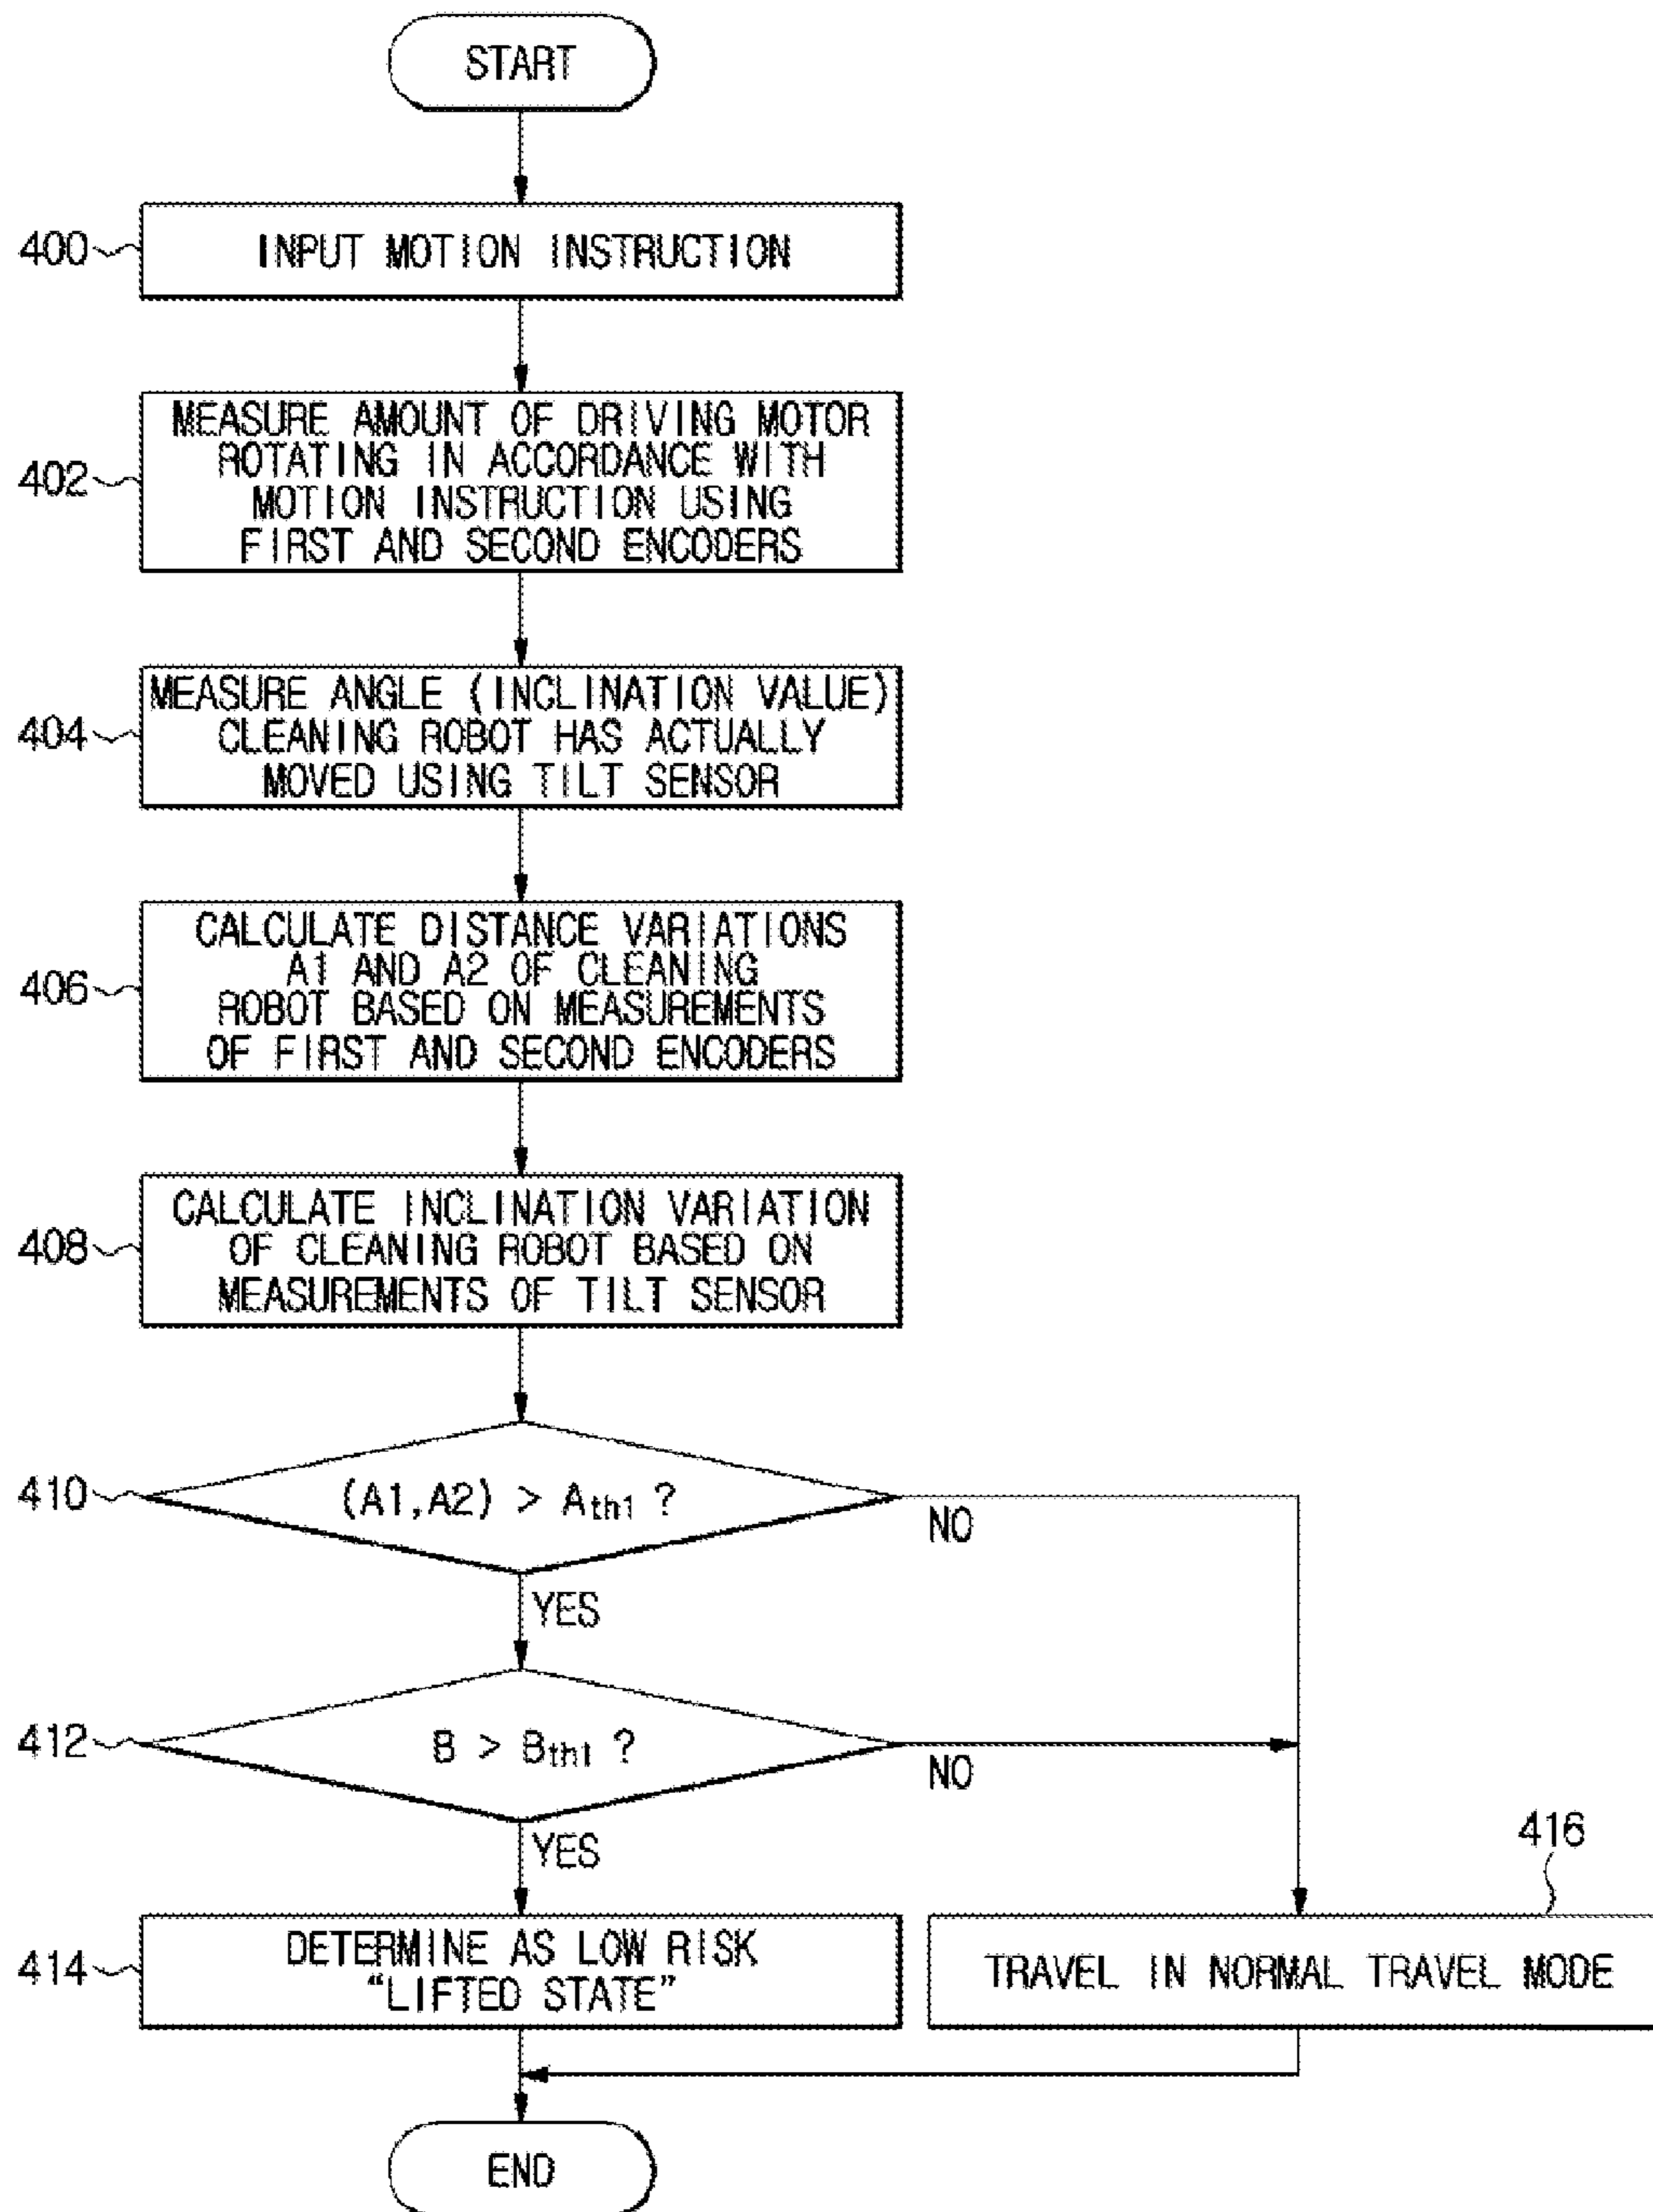 START
400
INPUT MOTION INSTRUCTION
402
MEASURE AMOUNT OF DRIVING MOTOR
ROTATING IN ACCORDANCE WITH
MOTION INSTRUCTION USING
FIRST AND SECOND ENCODERS
404
MEASURE ANGLE (INCLINATION VALUE)
CLEANING ROBOT HAS ACTUALLY
MOVED USING TILT SENSOR
406
CALCULATE DISTANCE VARIATIONS
A1 AND A2 OF CLEANING
ROBOT BASED ON MEASUREMENTS
OF FIRST AND SECOND ENCODERS
408
CALCULATE INCLINATION VARIATION
OF CLEANING ROBOT BASED ON
MEASUREMENTS OF TILT SENSOR
410
(A1,A2) > Ath1 ?
NO
YES
412
B > Bth1 ?
NO
YES
416
414
DETERMINE AS LOW RISK
“LIFTED STATE”
TRAVEL IN NORMAL TRAVEL MODE
END